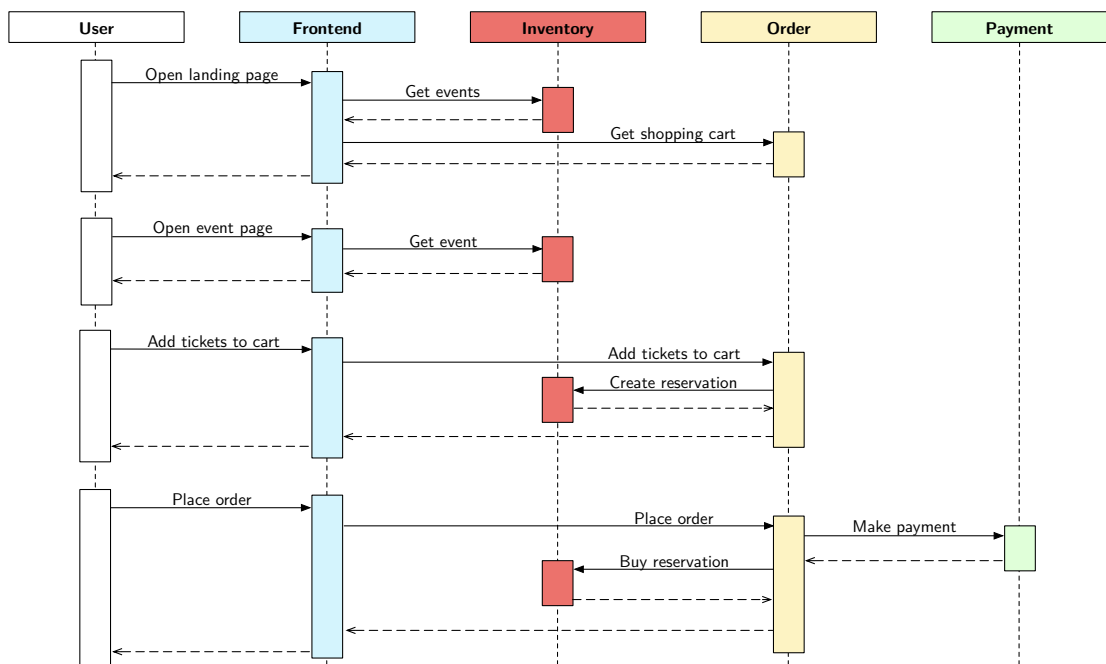 User
Frontend
Inventory
Order
Payment
Open landing page
Get events
Get shopping cart
Open event page
Get event
Add tickets to cart
Add tickets to cart
Create reservation
Place order
Place order
Make payment
Buy reservation